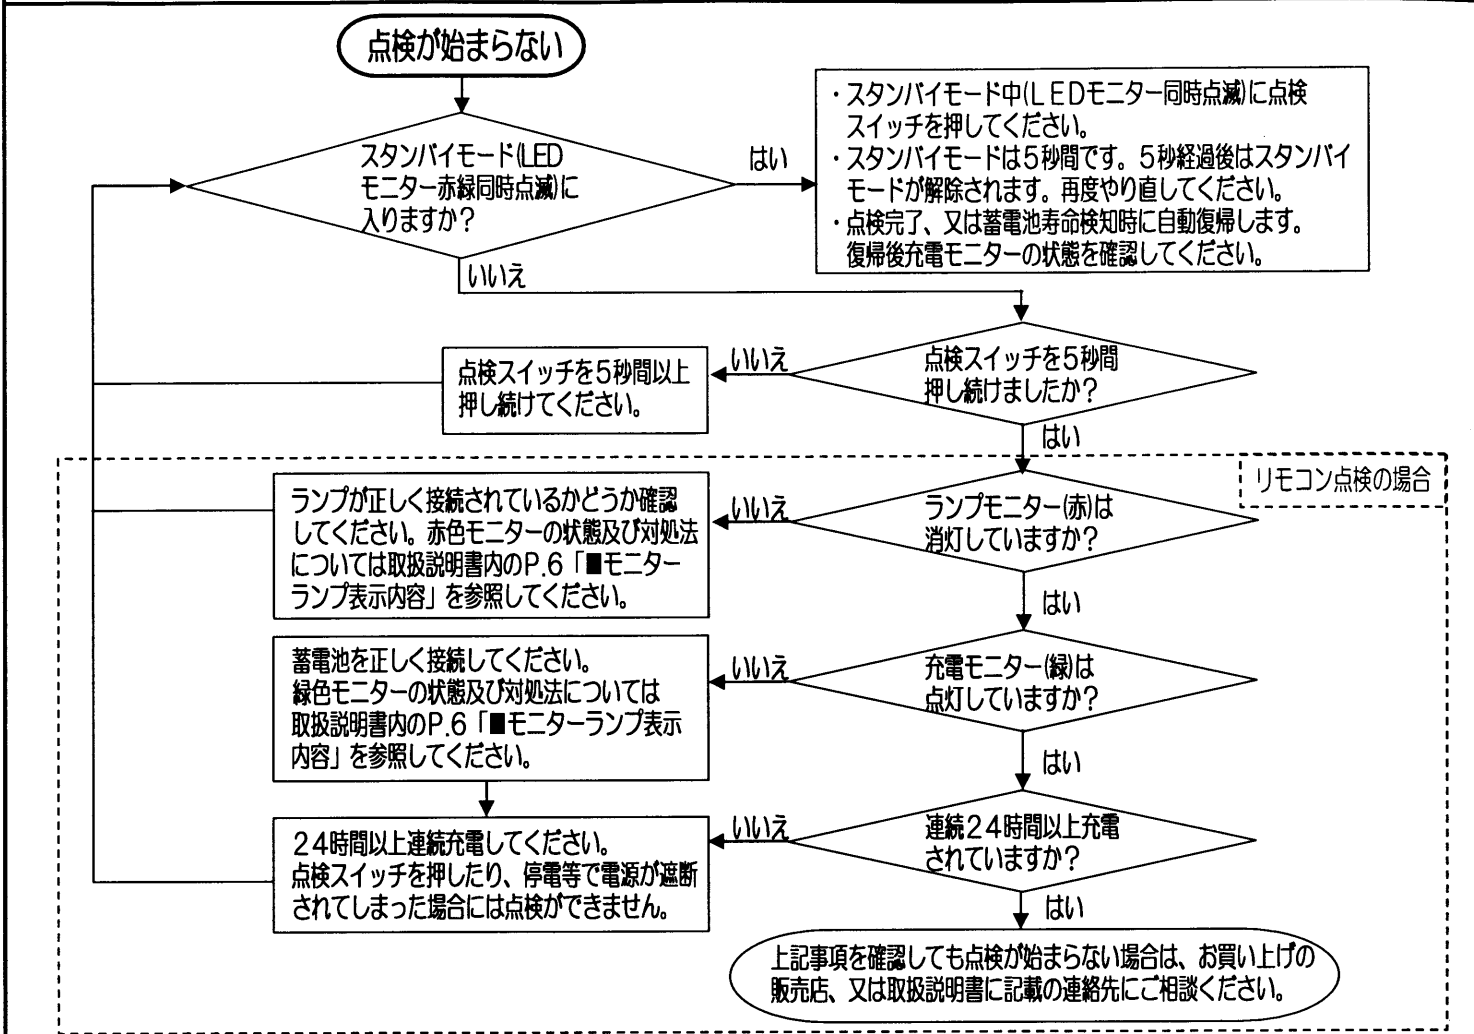 点検が始まらない
スタンバイモード(LED
モニター赤緑同時点滅)に
入りますか?
はい
・スタンバイモード中(LEDモニター同時点滅)に点検
スイッチを押してください。
・スタンバイモードは5秒間です。5秒経過後はスタンバイ
モードが解除されます。再度やり直してください。
・点検完了、又は蓄電池寿命検知時に自動復帰します。
復帰後充電モニターの状態を確認してください。
いいえ
点検スイッチを5秒間
押し続けましたか?
いいえ
点検スイッチを5秒間以上
押し続けてください。
はい
リモコン点検の場合
ランプモニター(赤)は
消灯していますか?
いいえ
ランプが正しく接続されているかどうか確認
してください。赤色モニターの状態及び対処法
については取扱説明書内のP.6「■モニター
ランプ表示内容」を参照してください。
はい
充電モニター(緑)は
点灯していますか?
いいえ
蓄電池を正しく接続してください。
緑色モニターの状態及び対処法については
取扱説明書内のP.6「■モニターランプ表示
内容」を参照してください。
はい
連続24時間以上充電
されていますか?
いいえ
24時間以上連続充電してください。
点検スイッチを押したり、停電等で電源が遮断
されてしまった場合には点検ができません。
はい
上記事項を確認しても点検が始まらない場合は、お買い上げの
販売店、又は取扱説明書に記載の連絡先にご相談ください。